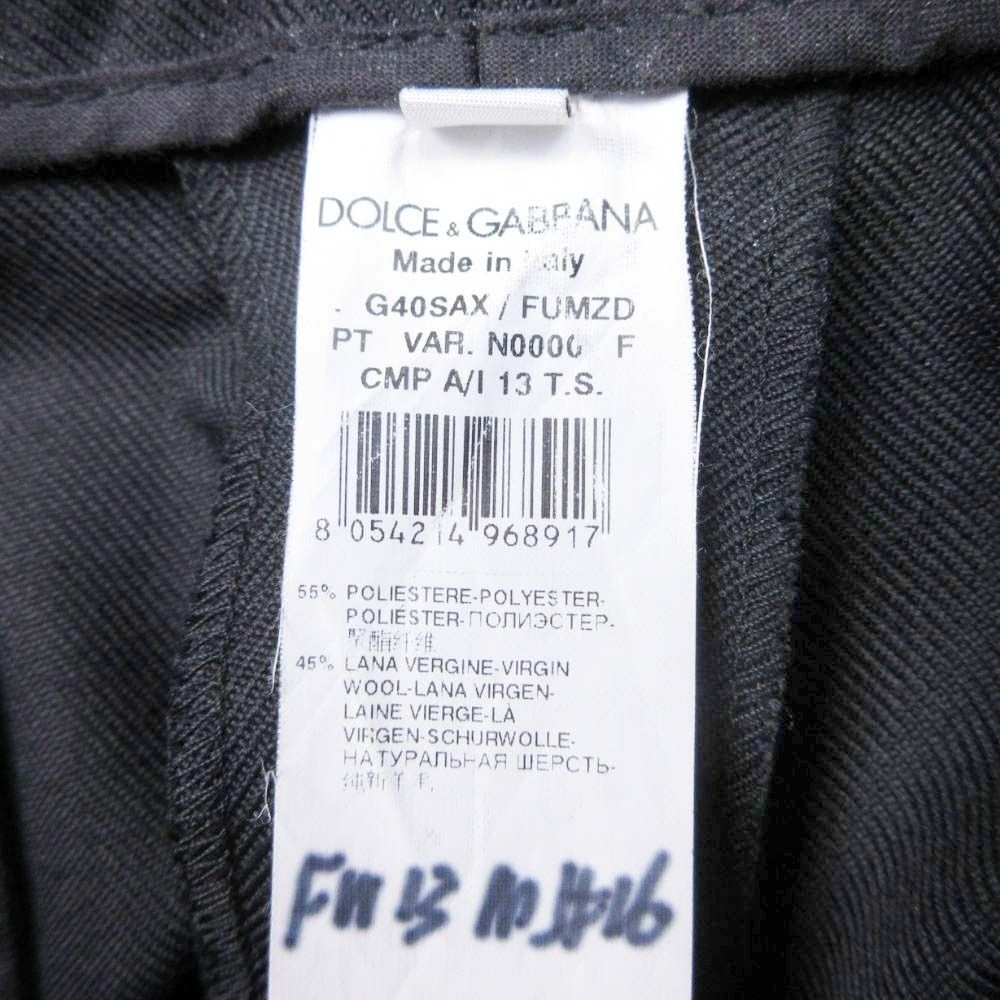 DOLCE & GABBANA
Made in Italy
. G40SAX / FUMZD
PT VAR. N0000 F
CMP A/I 13 T.S.
8 054214 968917
55% POLIESTERE-POLYESTER-
POLIÉSTER-ПОЛИЭСТЕР-
聚酯纤维
45% LANA VERGINE-VIRGIN
WOOL-LANA VIRGEN-
LAINE VIERGE-LÀ
VIRGEN-SCHURWOLLE-
НАТУРАЛЬНАЯ ШЕРСТЬ-
纯新羊毛
13